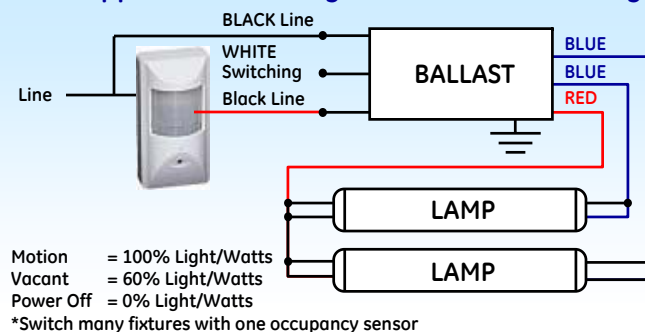 BLACK Line
WHITE
Switching
Line
Black Line
BALLAST
BLUE
BLUE
RED
LAMP
LAMP
Motion = 100% Light/Watts
Vacant = 60% Light/Watts
Power Off = 0% Light/Watts
*Switch many fixtures with one occupancy sensor